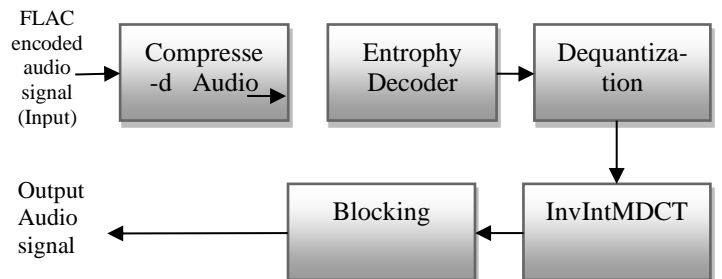 FLAC
encoded
audio
signal
(Input)
Compresse
-d Audio
Entrophy
Decoder
Dequantiza-
tion
InvIntMDCT
Blocking
Output
Audio
signal